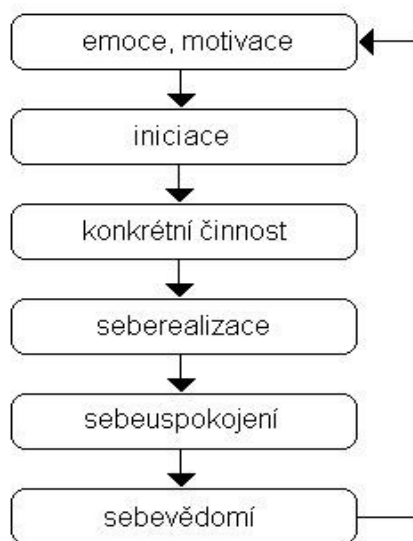 emoce, motivace
iniciace
konkrétní činnost
seberealizace
sebeuspokojení
sebevědomí